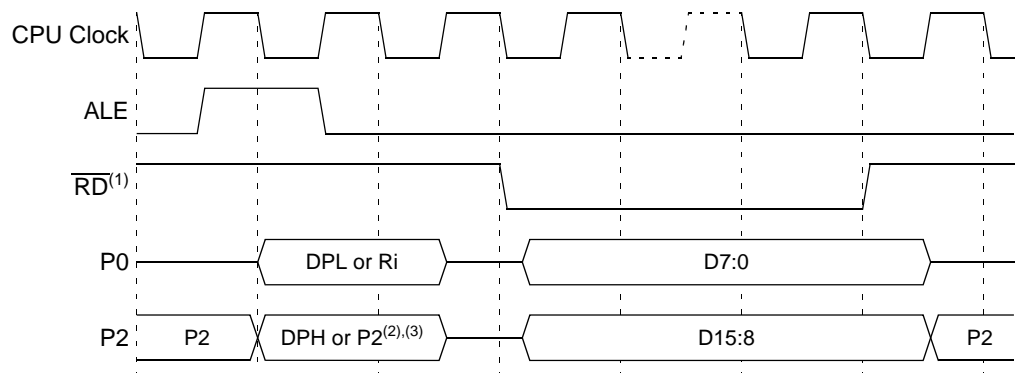 CPU Clock
ALE
RD(1)
P0 DPL or Ri D7:0
P2 P2 DPH or P2(2),(3) D15:8 P2